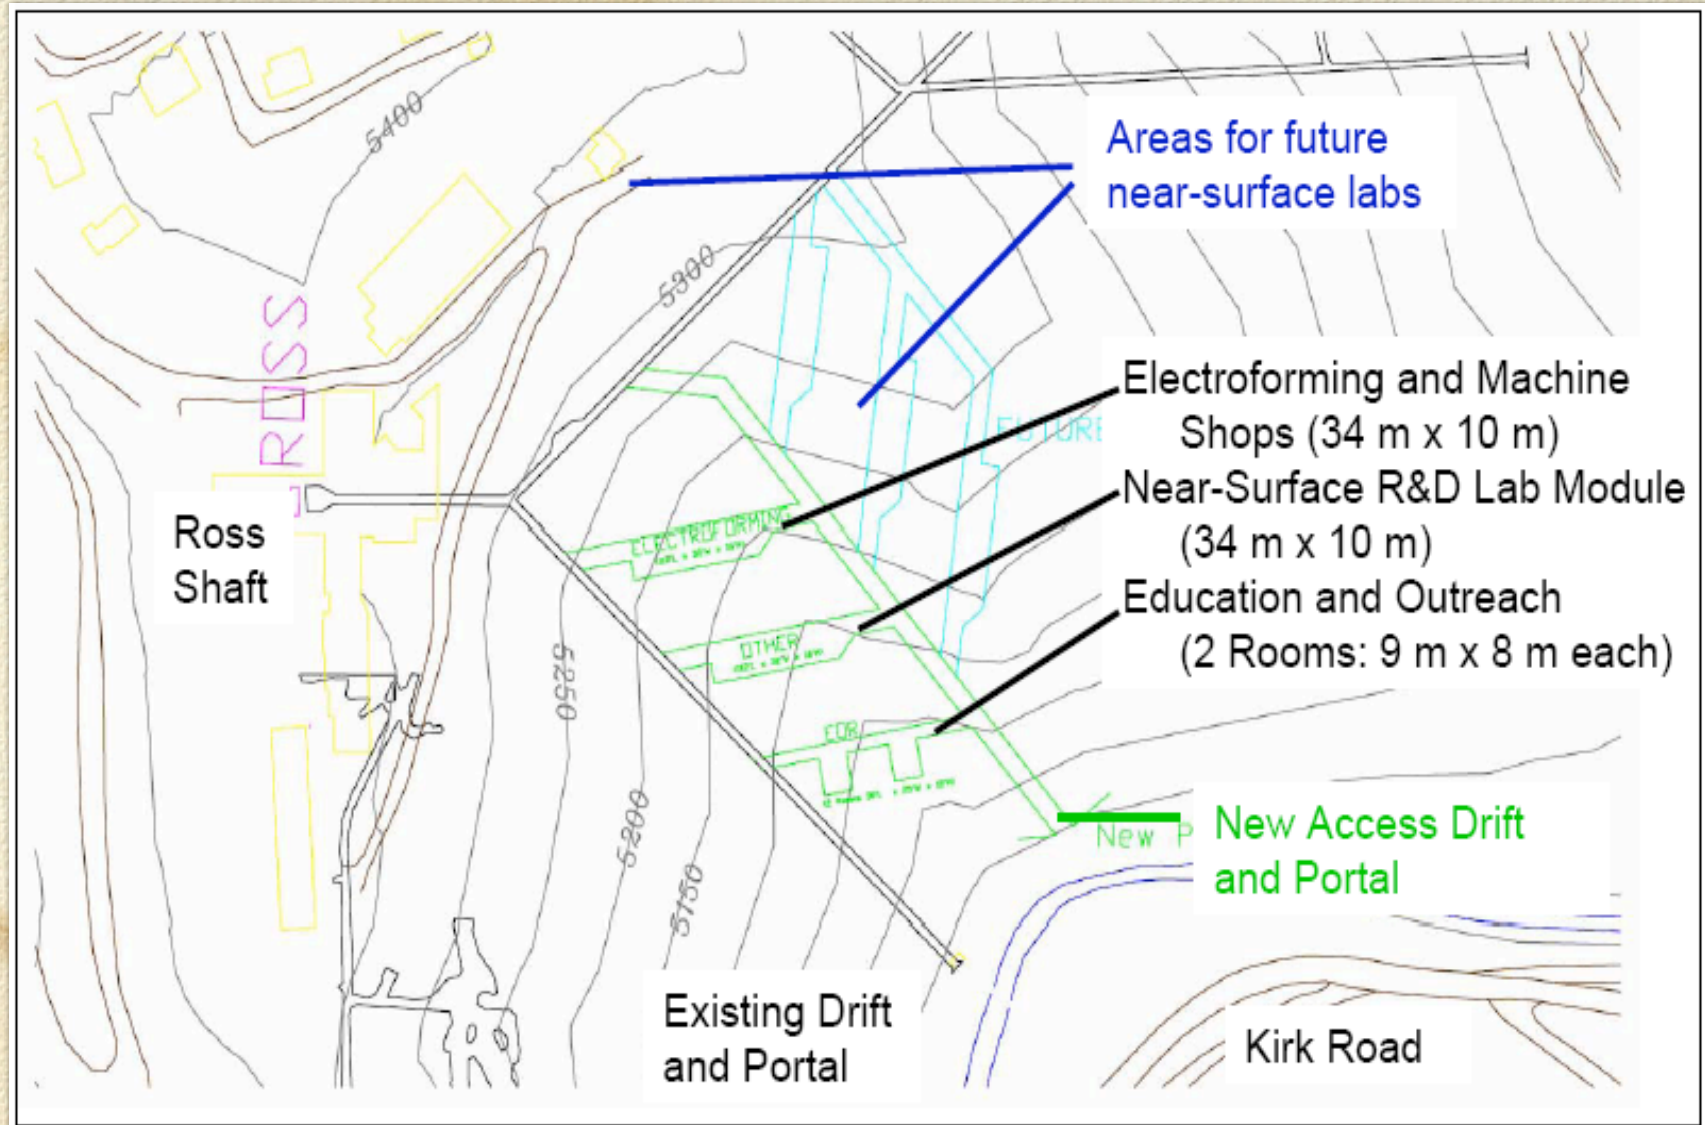 5400
Areas for future
near-surface labs
5300
ROSS
Electroforming and Machine
Shops (34 m x 10 m)
FUTURE
Near-Surface R&D Lab Module
(34 m x 10 m)
Ross
Shaft
ELECTROFORMING
Education and Outreach
(2 Rooms: 9 m x 8 m each)
OTHER
5250
EOR
5200
New P
New Access Drift
and Portal
5150
Existing Drift
and Portal
Kirk Road